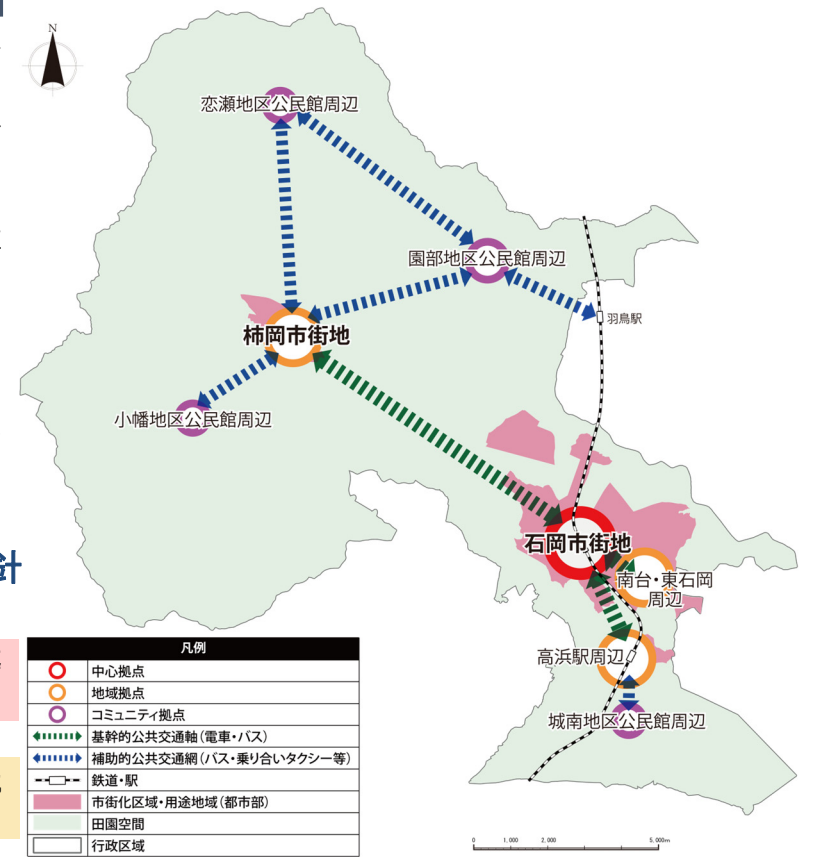 N
恋瀬地区公民館周辺
園部地区公民館周辺
羽鳥駅
柿岡市街地
小幡地区公民館周辺
石岡市街地
南台・東石岡
周辺
高浜駅周辺
城南地区公民館周辺
針
凡例
中心拠点
地域拠点
コミュニティ拠点
基幹的公共交通軸(電車・バス)
補助的公共交通網(バス・乗り合いタクシー等)
鉄道・駅
市街化区域・用途地域(都市部)
田園空間
行政区域
0 1,000 2,000 5,000m